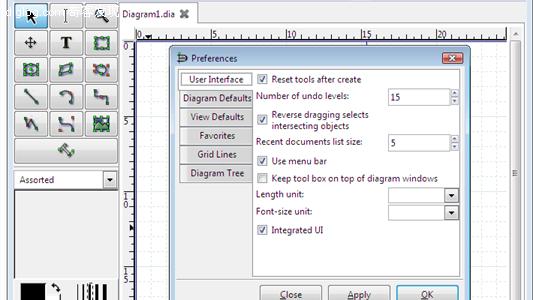 Diagram1.dia
0 5 10 15 20
0
Preferences
User Interface
Reset tools after create
Number of undo levels: 15
Diagram Defaults
View Defaults
Reverse dragging selects
intersecting objects
Favorites
Recent documents list size: 5
Grid Lines
Use menu bar
Diagram Tree
Keep tool box on top of diagram windows
Length unit:
Font-size unit:
Integrated UI
Close Apply OK
T
Assorted
5
10
15